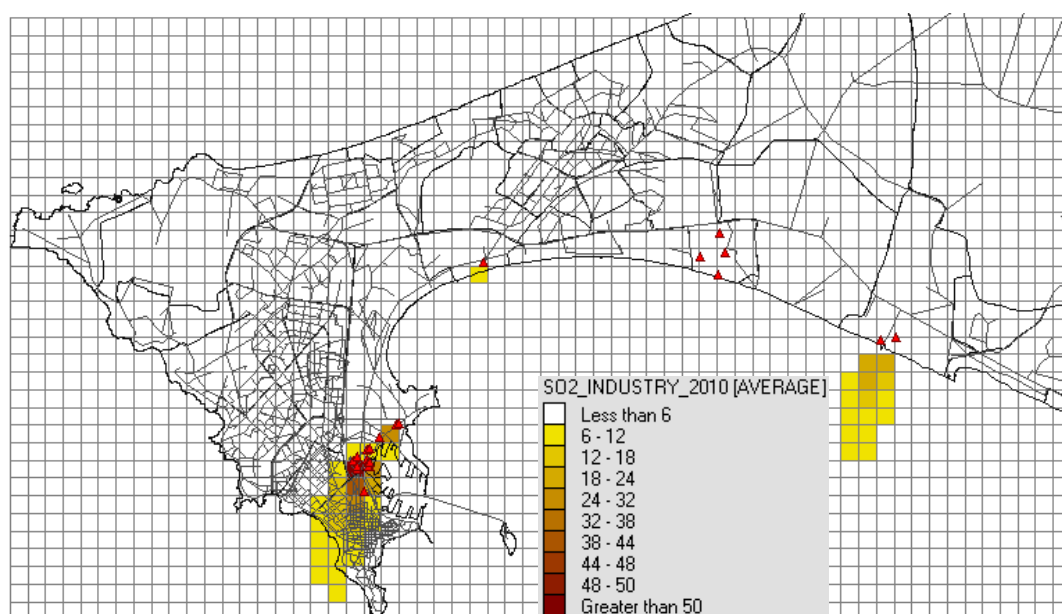 SO2_INDUSTRY_2010 [AVERAGE]
Less than 6
6 - 12
12 - 18
18 - 24
24 - 32
32 - 38
38 - 44
44 - 48
48 - 50
Greater than 50